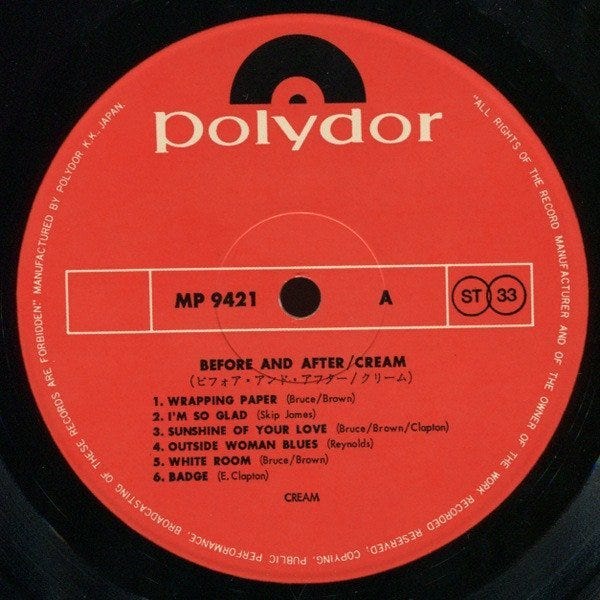 polydor
MP 9421 A ST 33
BEFORE AND AFTER/CREAM
(ビフォア・アンド・アフター/クリーム)
1. WRAPPING PAPER (Bruce/Brown)
2. I'M SO GLAD (Skip James)
3. SUNSHINE OF YOUR LOVE (Bruce/Brown/Clapton)
4. OUTSIDE WOMAN BLUES (Reynolds)
5. WHITE ROOM (Bruce/Brown)
6. BADGE (E. Clapton)
CREAM
"ALL RIGHTS OF THE RECORD MANUFACTURER AND OF THE OWNER OF THE WORK RECORDED RESERVED, COPYING, PUBLIC PERFORMANCE, BROADCASTING OF THESE RECORDS ARE FORBIDDEN" MANUFACTURED BY POLYDOR K.K., JAPAN.